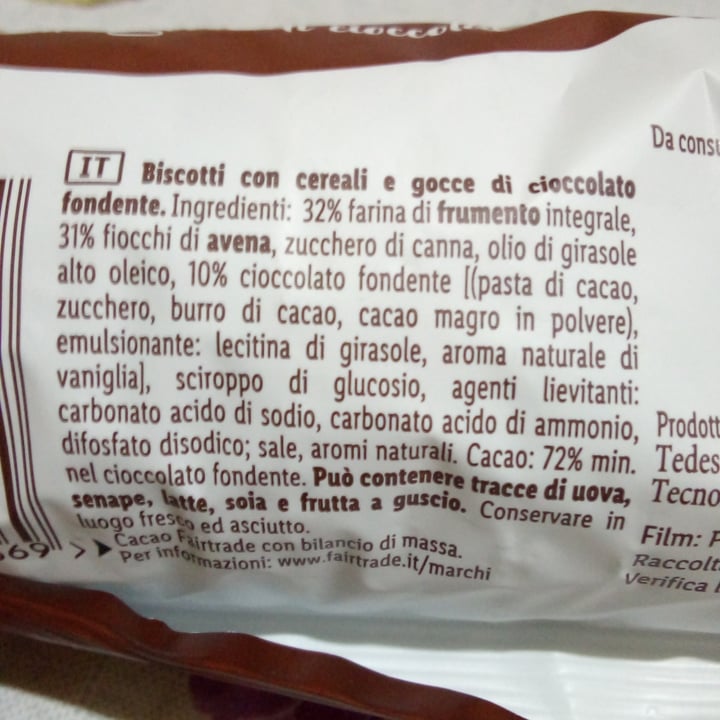 cioccola
Da consu
IT Biscotti con cereali e gocce di cioccolato
fondente. Ingredienti: 32% farina di frumento integrale,
31% fiocchi di avena, zucchero di canna, olio di girasole
alto oleico, 10% cioccolato fondente [(pasta di cacao,
zucchero, burro di cacao, cacao magro in polvere),
emulsionante: lecitina di girasole, aroma naturale di
vaniglia], sciroppo di glucosio, agenti lievitanti:
carbonato acido di sodio, carbonato acido di ammonio,
difosfato disodico; sale, aromi naturali. Cacao: 72% min.
nel cioccolato fondente. Può contenere tracce di uova,
senape, latte, soia e frutta a guscio. Conservare in
luogo fresco ed asciutto.
Cacao Fairtrade con bilancio di massa.
Per informazioni: www.fairtrade.it/marchi
569
Prodott
Tedes
Tecno
Film: P
Raccolt
Verifica